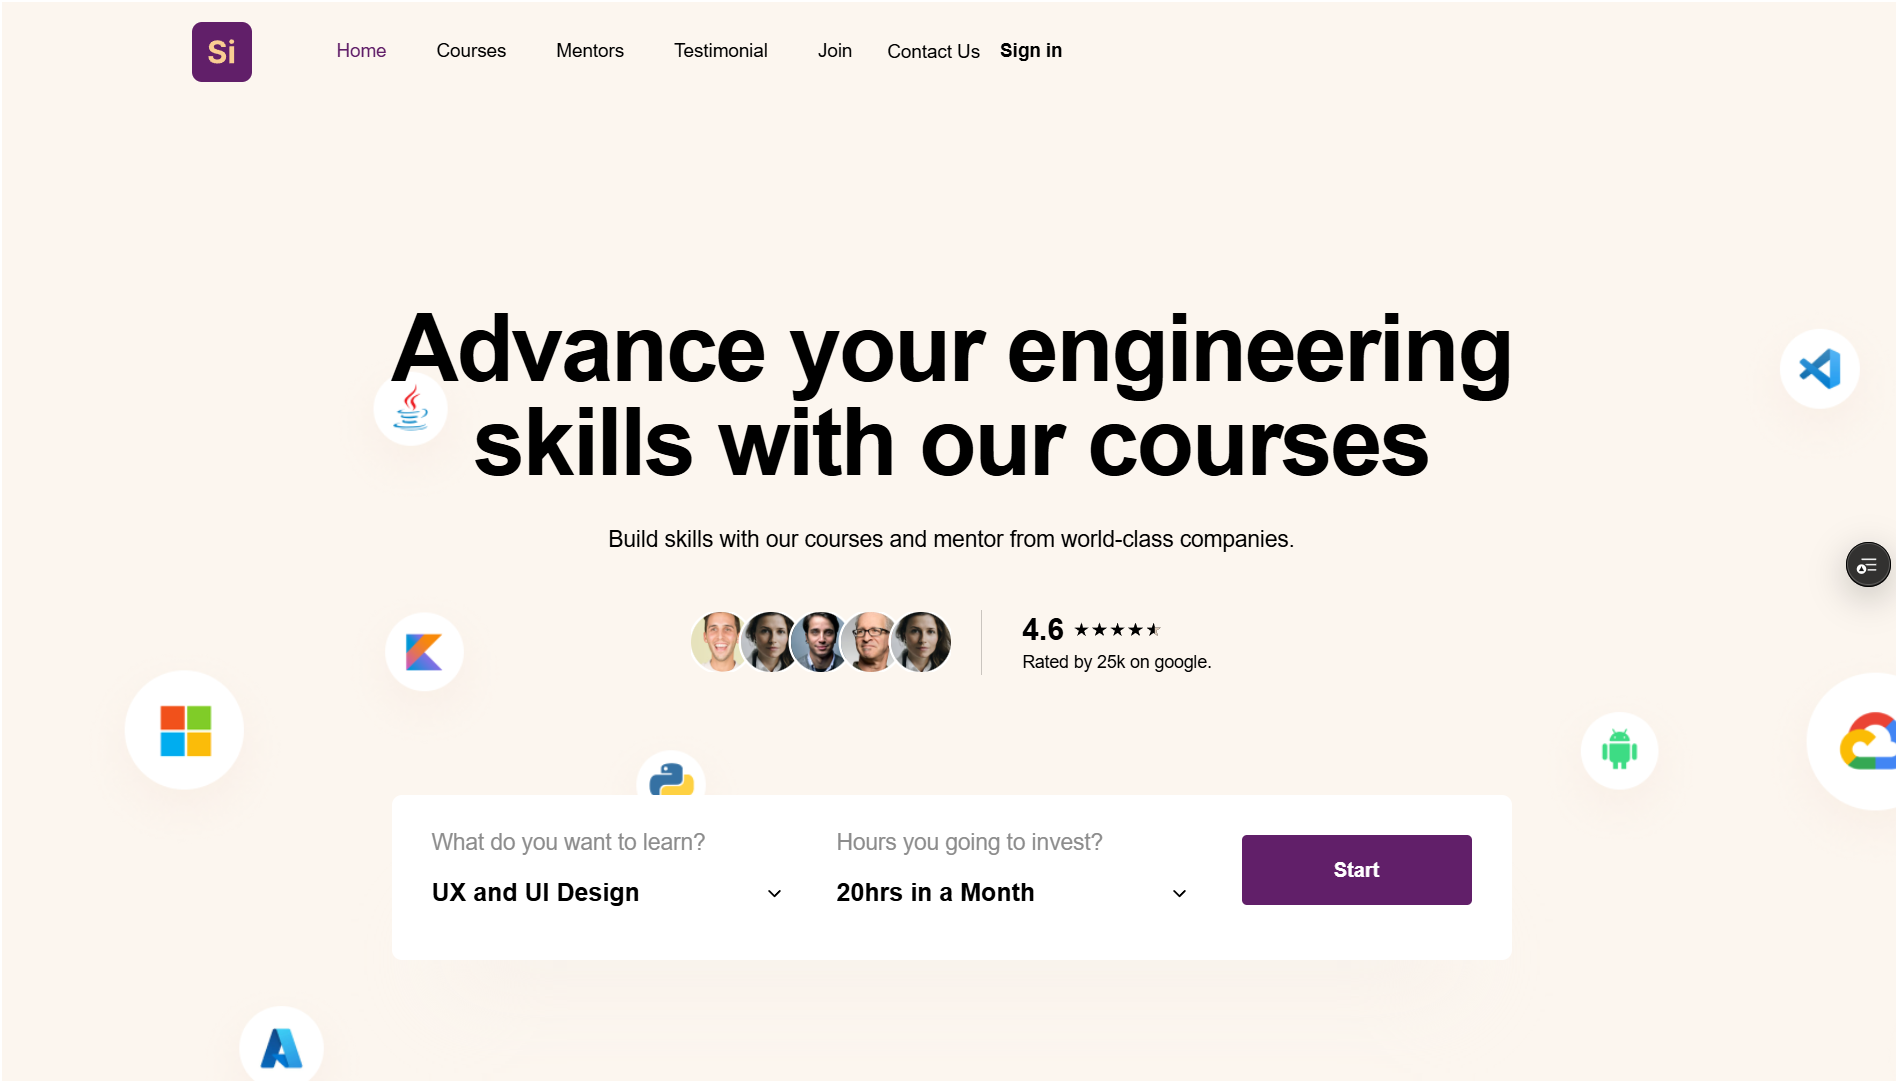 Si
Home Courses Mentors Testimonial Join Contact Us Sign in
Advance your engineering
skills with our courses
Build skills with our courses and mentor from world-class companies.
4.6 ★★★★⯨
Rated by 25k on google.
What do you want to learn?
UX and UI Design
Hours you going to invest?
20hrs in a Month
Start